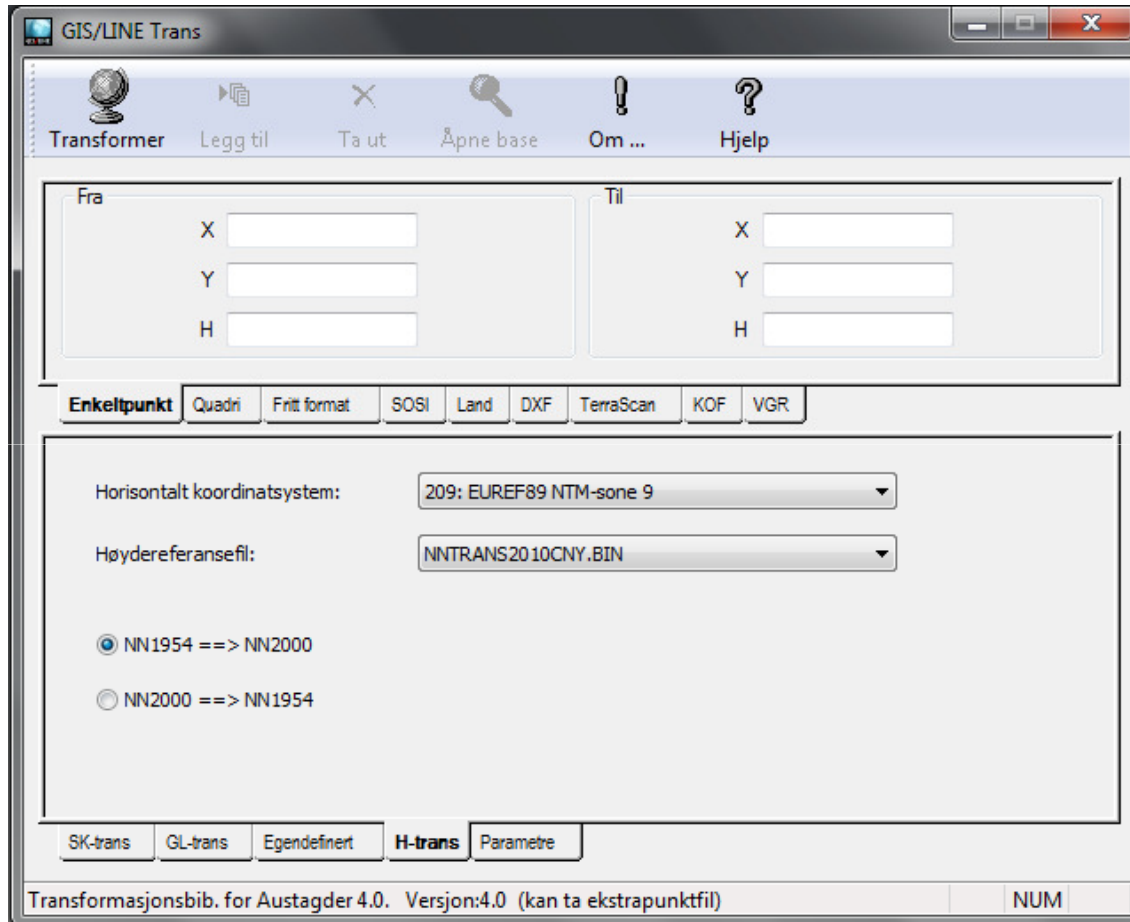 GIS/LINE Trans
Transformer Legg til Ta ut Åpne base Om ... Hjelp
Fra Til
X X
Y Y
H H
Enkeltpunkt Quadri Fritt format SOSI Land DXF TerraScan KOF VGR
Horisontalt koordinatsystem: 209: EUREF89 NTM-sone 9
Høydereferansefil: NNTRANS2010CNY.BIN
NN1954 ==> NN2000
NN2000 ==> NN1954
SK-trans GL-trans Egendefinert H-trans Parametre
Transformasjonsbib. for Austagder 4.0. Versjon:4.0 (kan ta ekstrapunktfil) NUM